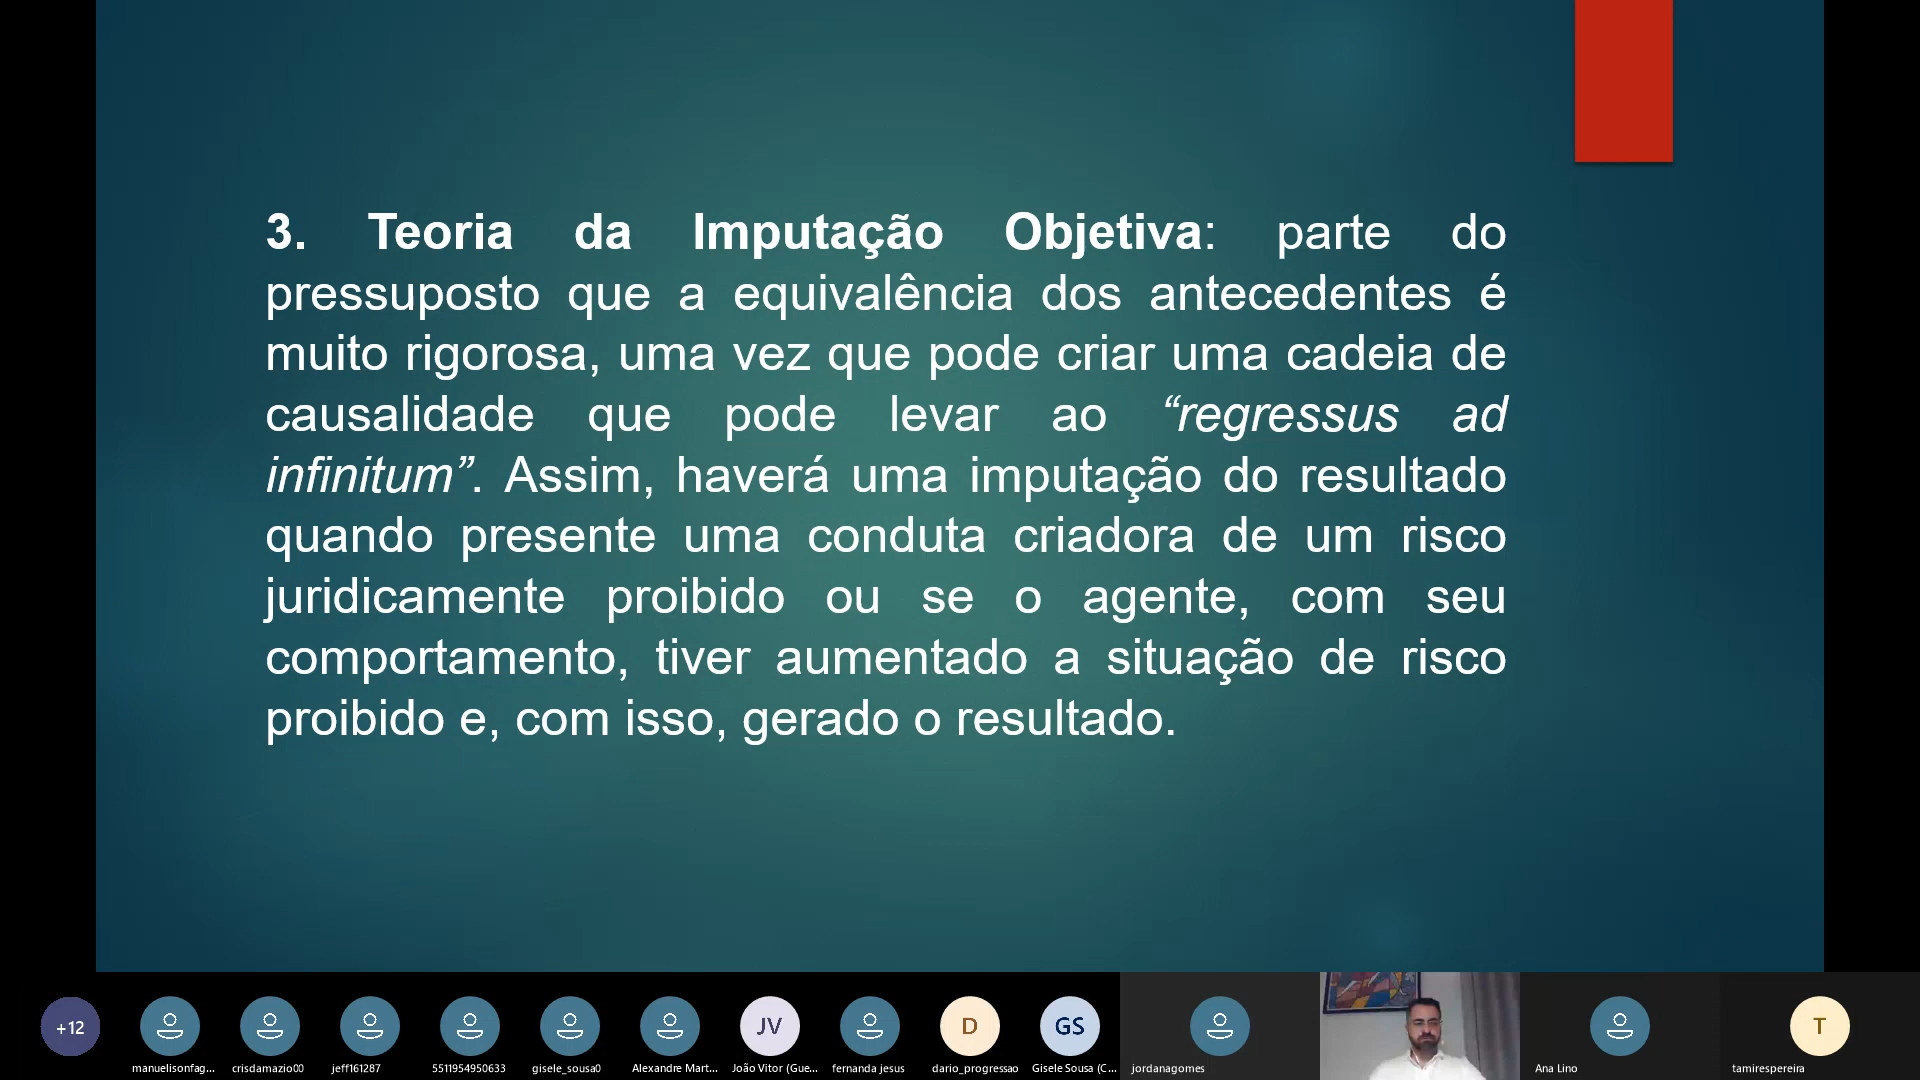 3. Teoria da Imputação Objetiva: parte do
pressuposto que a equivalência dos antecedentes é
muito rigorosa, uma vez que pode criar uma cadeia de
causalidade que pode levar ao “regressus ad
infinitum”. Assim, haverá uma imputação do resultado
quando presente uma conduta criadora de um risco
juridicamente proibido ou se o agente, com seu
comportamento, tiver aumentado a situação de risco
proibido e, com isso, gerado o resultado.
+12
JV
D
GS
T
manuelisonfag...
crisdamazio00
jeff161287
5511954950633
gisele_sousa0
Alexandre Mart...
João Vitor (Gue...
fernanda jesus
dario_progressao
Gisele Sousa (C...
jordanagomes
Ana Lino
tamirespereira